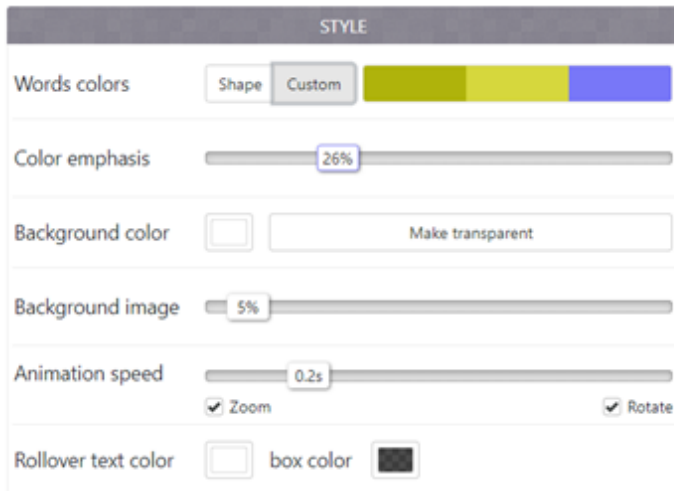 STYLE
Words colors Shape Custom
Color emphasis 26%
Background color Make transparent
Background image 5%
Animation speed 0.2s
Zoom Rotate
Rollover text color box color